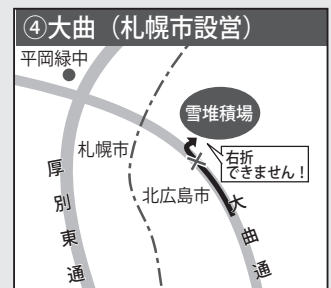 ④大曲（札幌市設営）
平岡緑中
雪堆積場
右折
できません！
札幌市
北広島市
厚別東通
大曲通